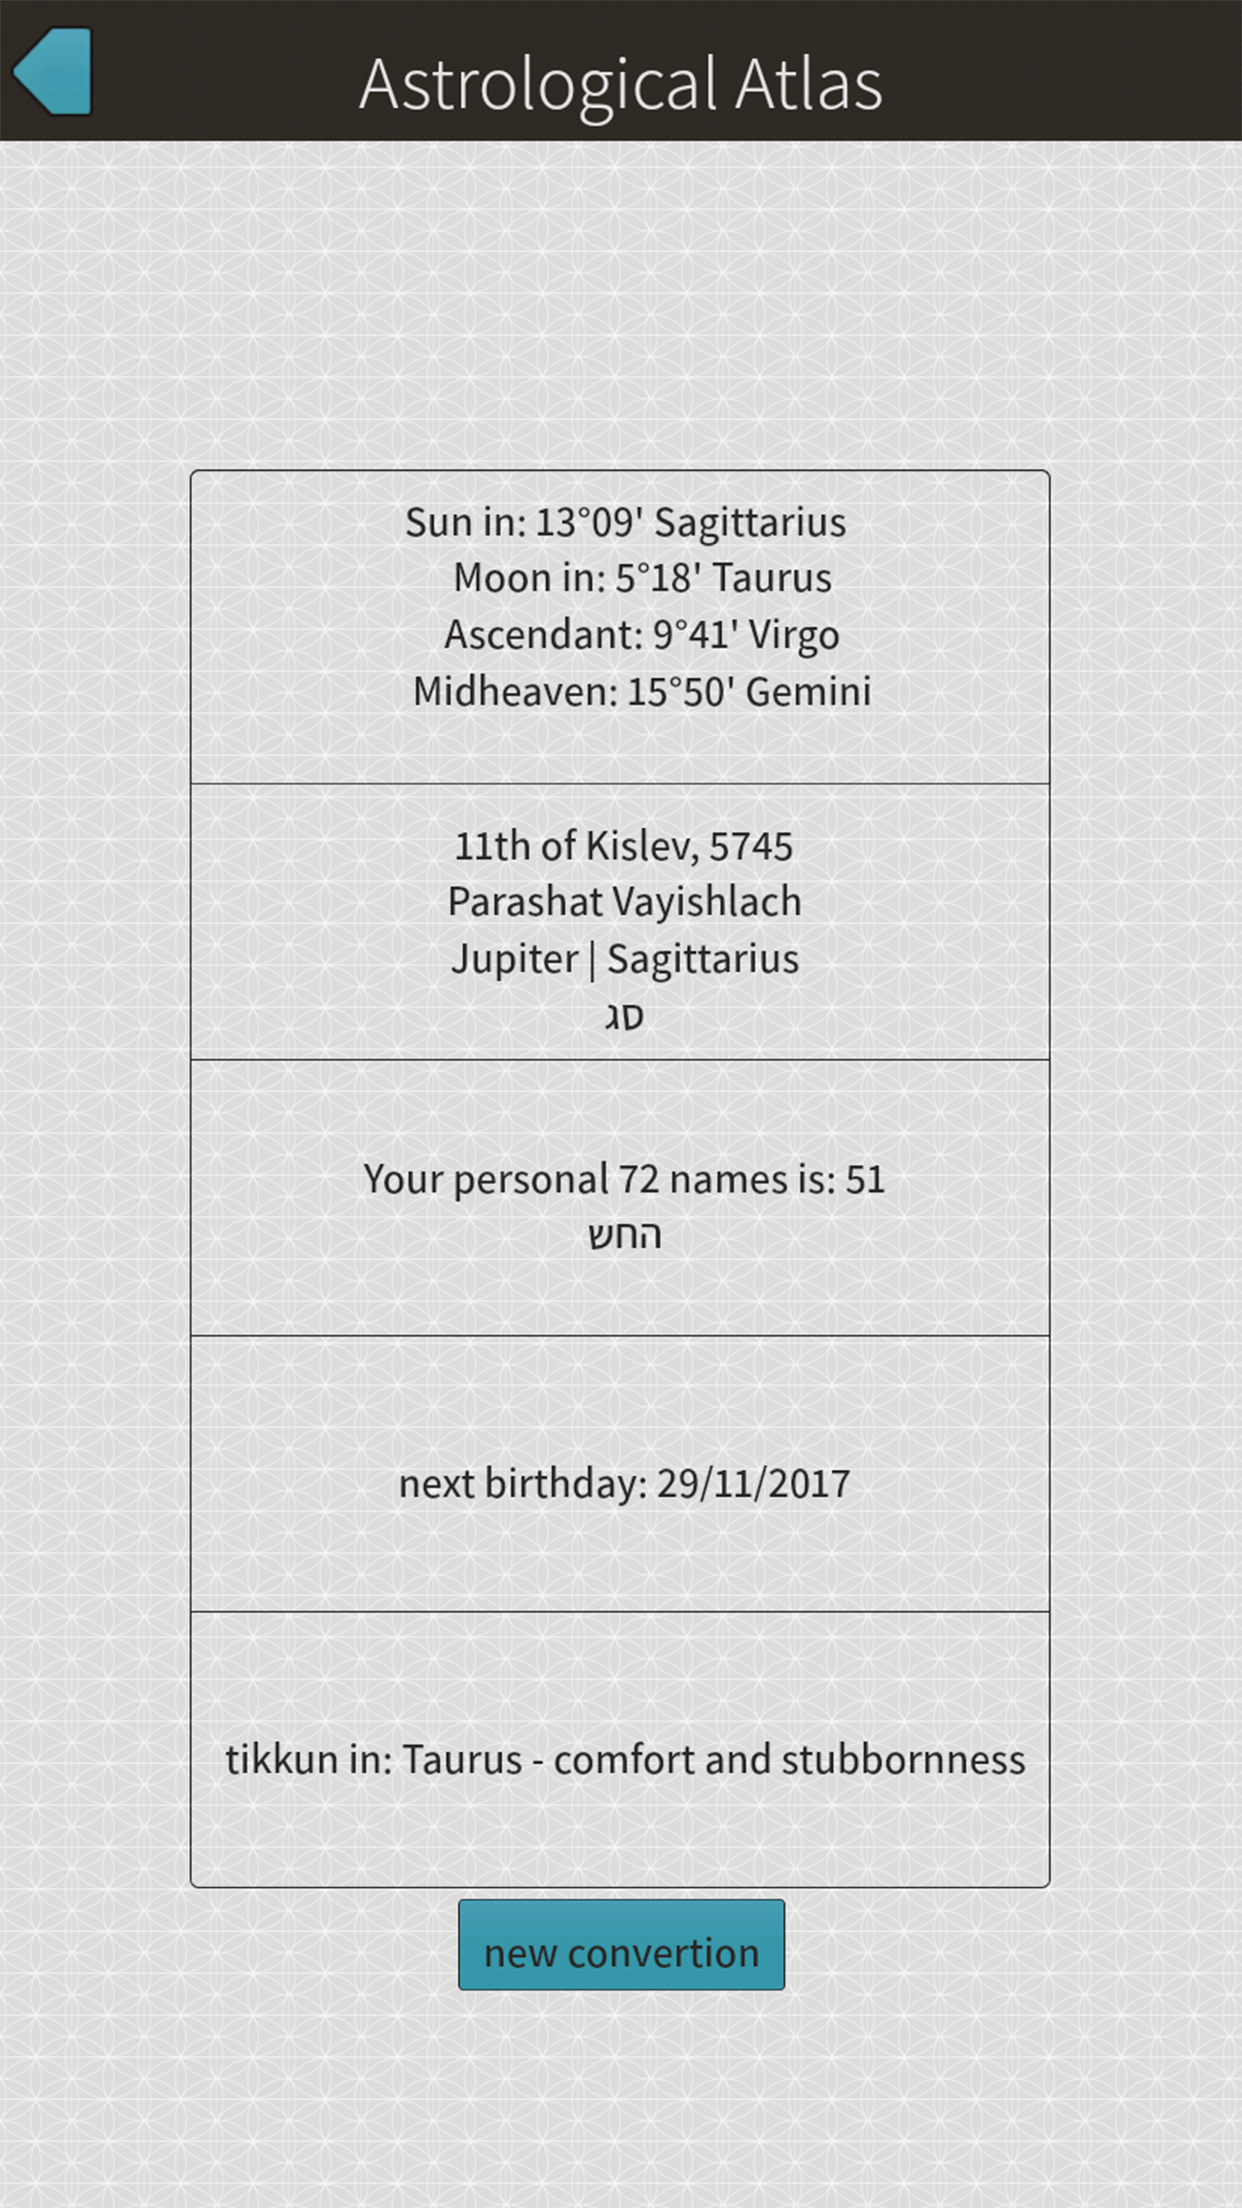 Astrological Atlas
Sun in: 13°09' Sagittarius
Moon in: 5°18' Taurus
Ascendant: 9°41' Virgo
Midheaven: 15°50' Gemini
11th of Kislev, 5745
Parashat Vayishlach
Jupiter | Sagittarius
סג
Your personal 72 names is: 51
החש
next birthday: 29/11/2017
tikkun in: Taurus - comfort and stubbornness
new convertion